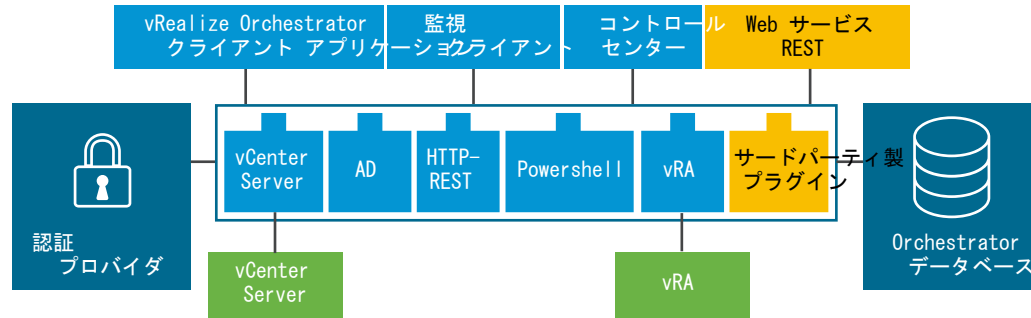 vRealize Orchestrator
クライアント アプリケーション
監視
クライアント
コントロール
センター
Web サービス
REST
vCenter
Server
AD
HTTP-
REST
Powershell
vRA
サードパーティ製
プラグイン
認証
プロバイダ
Orchestrator
データベース
vCenter
Server
vRA